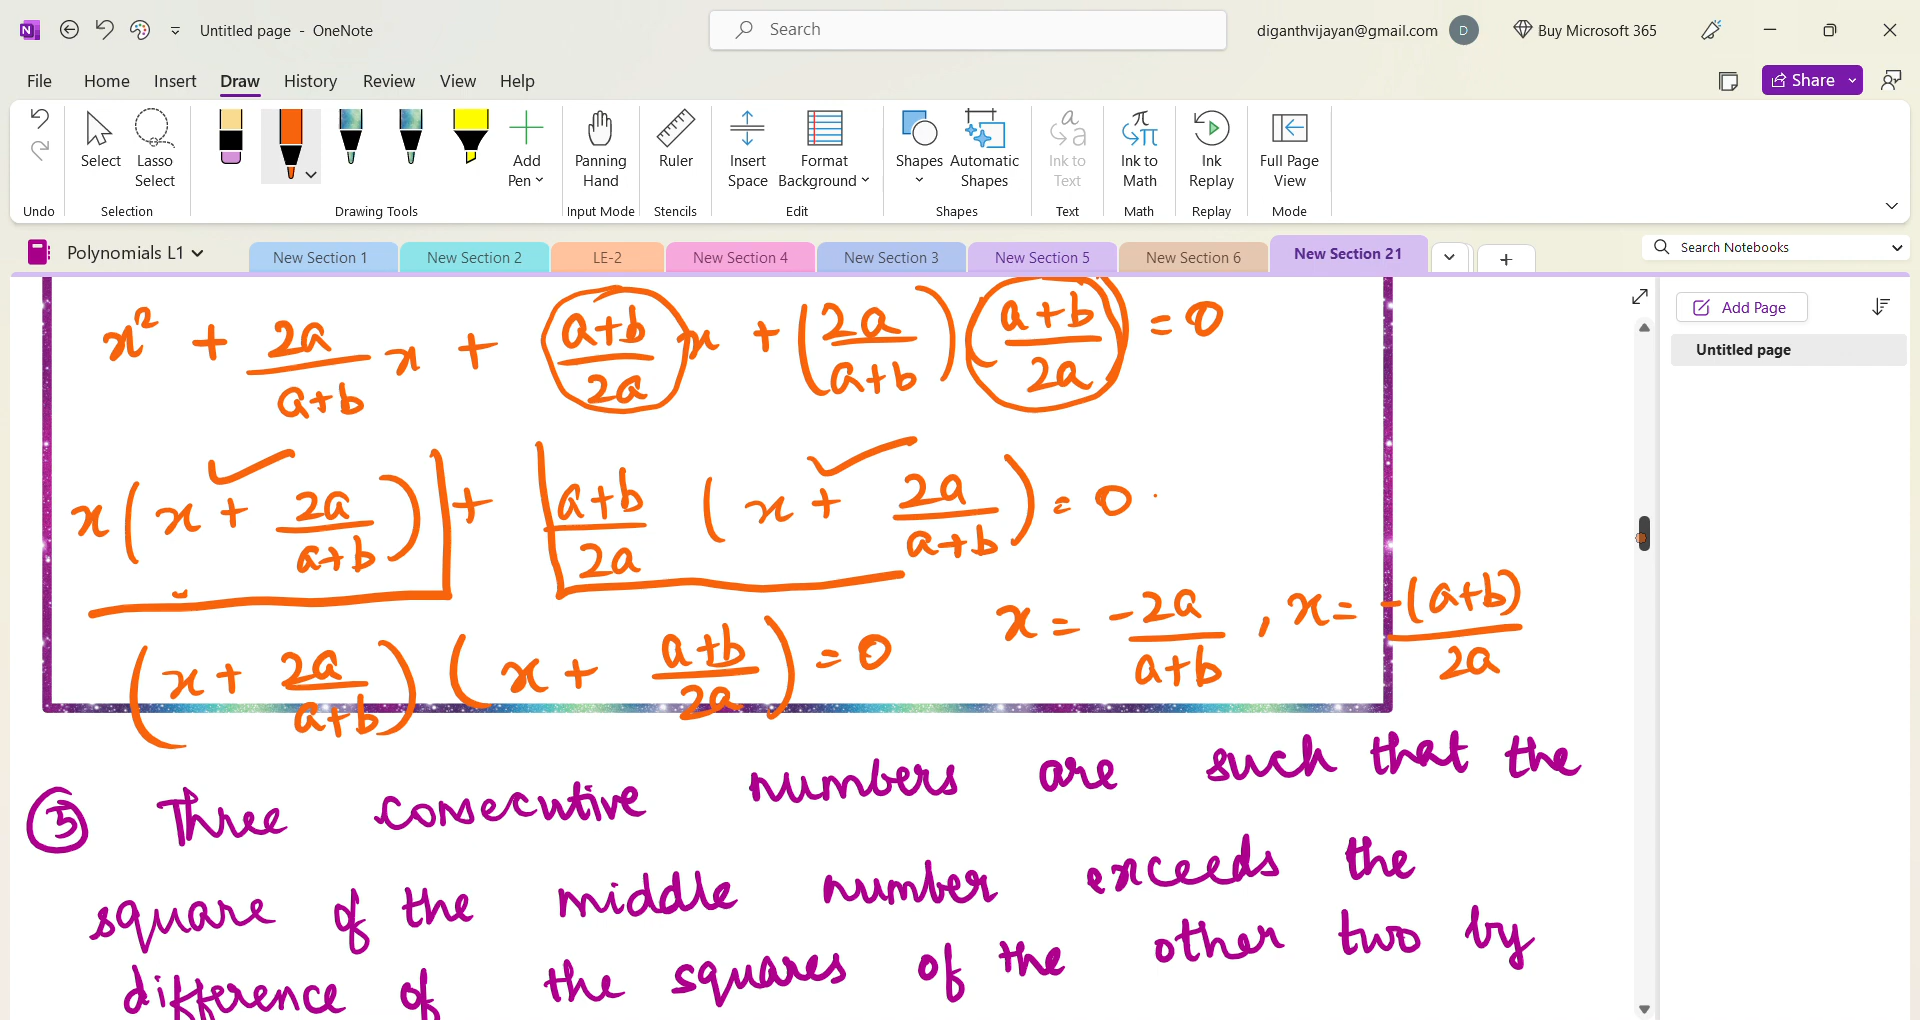 Untitled page - OneNote
Search
diganthvijayan@gmail.com D Buy Microsoft 365
File Home Insert Draw History Review View Help
Share
Select Lasso Select Add Pen Panning Hand Ruler Insert Space Format Background Shapes Automatic Shapes Ink to Text Ink to Math Ink Replay Full Page View
Undo Selection Drawing Tools Input Mode Stencils Edit Shapes Text Math Replay Mode
Polynomials L1 New Section 1 New Section 2 LE-2 New Section 4 New Section 3 New Section 5 New Section 6 New Section 21 + Search Notebooks
Add Page
Untitled page
x² + 2a/(a+b) x + (a+b)/2a x + (2a/(a+b)) ((a+b)/2a) = 0
x(x + 2a/(a+b)) + (a+b)/2a (x + 2a/(a+b)) = 0
(x + 2a/(a+b)) (x + (a+b)/2a) = 0
x = -2a/(a+b), x = -(a+b)/2a
③ Three consecutive numbers are such that the
square of the middle number exceeds the
difference of the squares of the other two by